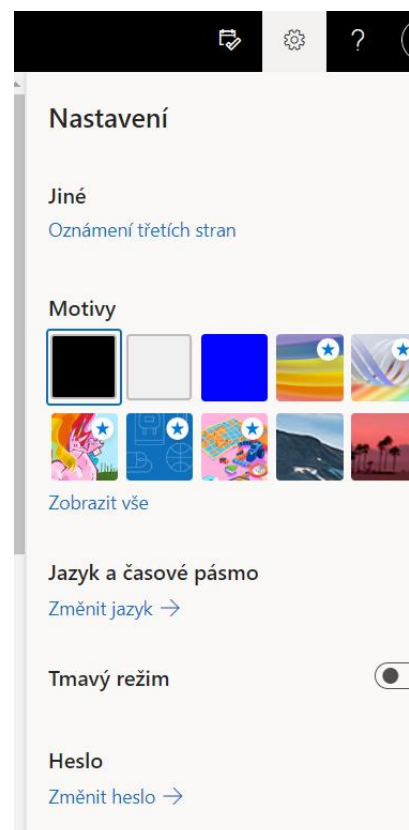 ?
Nastavení
Jiné
Oznámení třetích stran
Motivy
Zobrazit vše
Jazyk a časové pásmo
Změnit jazyk →
Tmavý režim
Heslo
Změnit heslo →